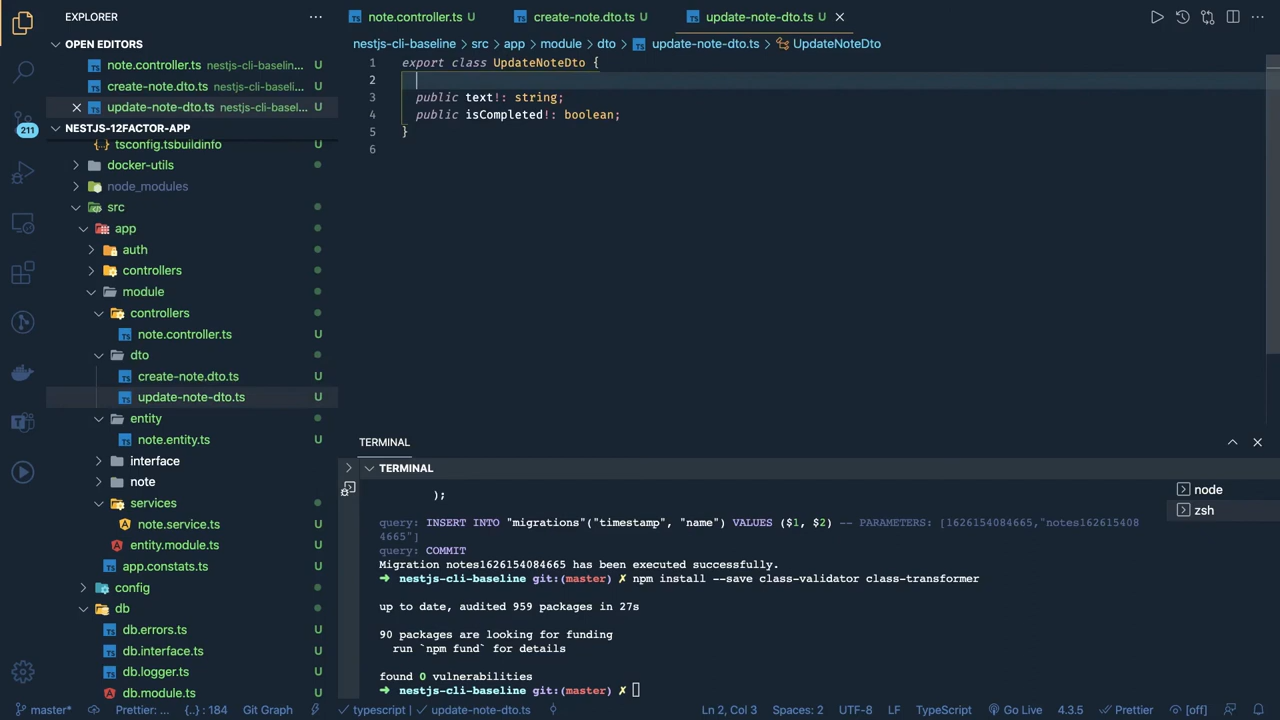 EXPLORER
···
OPEN EDITORS
note.controller.ts nestjs-cli-baselin... U
create-note.dto.ts nestjs-cli-baseli... U
update-note-dto.ts nestjs-cli-basel... U
211
NESTJS-12FACTOR-APP
{..} tsconfig.tsbuildinfo U
docker-utils
node_modules
src
app
auth
controllers
module
controllers
note.controller.ts U
dto
create-note.dto.ts U
update-note-dto.ts U
entity
note.entity.ts U
interface
note
services
note.service.ts U
entity.module.ts U
app.constats.ts U
config
db
db.errors.ts U
db.interface.ts U
db.logger.ts U
db.module.ts U
TS note.controller.ts U TS create-note.dto.ts U TS update-note-dto.ts U
nestjs-cli-baseline > src > app > module > dto > TS update-note-dto.ts > UpdateNoteDto
1 export class UpdateNoteDto {
2
3 public text!: string;
4 public isCompleted!: boolean;
5 }
6
TERMINAL
TERMINAL
);
query: INSERT INTO "migrations"("timestamp", "name") VALUES ($1, $2) -- PARAMETERS: [1626154084665,"notes162615408
4665"]
query: COMMIT
Migration notes1626154084665 has been executed successfully.
➜ nestjs-cli-baseline git:(master) ✗ npm install --save class-validator class-transformer
up to date, audited 959 packages in 27s
90 packages are looking for funding
run `npm fund` for details
found 0 vulnerabilities
➜ nestjs-cli-baseline git:(master) ✗
node
zsh
master* Prettier: ... {..} : 184 Git Graph typescript | update-note-dto.ts Ln 2, Col 3 Spaces: 2 UTF-8 LF TypeScript Go Live 4.3.5 Prettier [off]